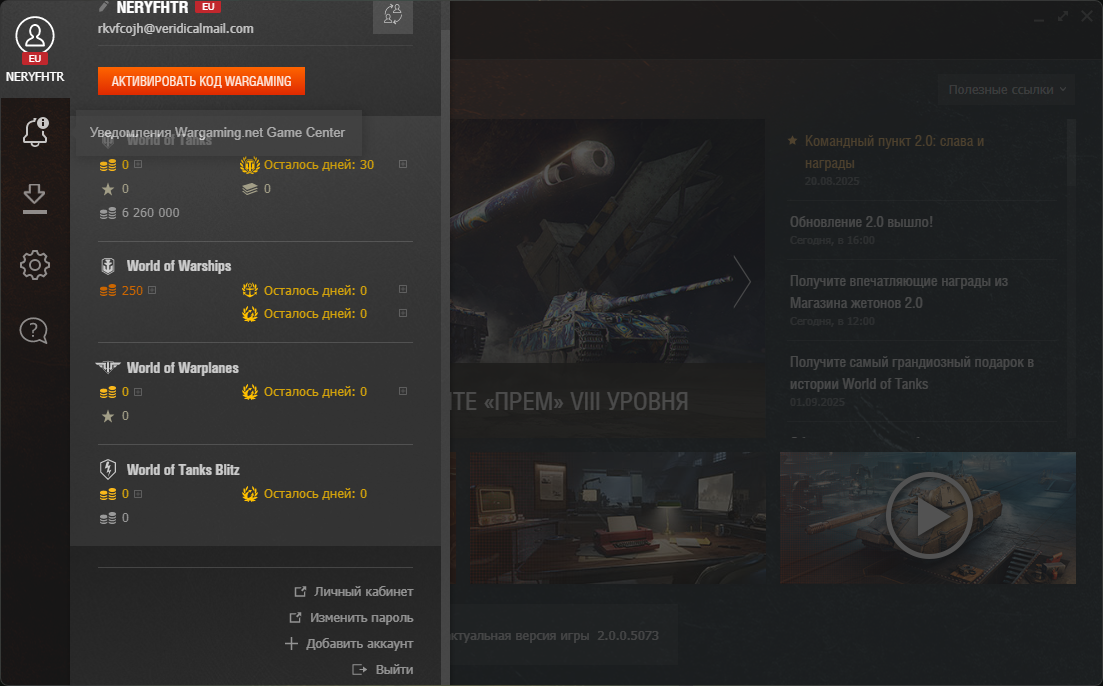 NERYFHTR EU
rkvfcojh@veridicalmail.com
EU
NERYFHTR
АКТИВИРОВАТЬ КОД WARGAMING
Уведомления Wargaming.net Game Center
World of Tanks
0
Осталось дней: 30
0
0
6 260 000
World of Warships
250
Осталось дней: 0
Осталось дней: 0
World of Warplanes
0
Осталось дней: 0
0
World of Tanks Blitz
0
Осталось дней: 0
0
Личный кабинет
Изменить пароль
Добавить аккаунт
Выйти
Полезные ссылки
Командный пункт 2.0: слава и
награды
20.08.2025
Обновление 2.0 вышло!
Сегодня, в 16:00
Получите впечатляющие награды из
Магазина жетонов 2.0
Сегодня, в 12:00
Получите самый грандиозный подарок в
истории World of Tanks
01.09.2025
ТЕ «ПРЕМ» VIII УРОВНЯ
ктуальная версия игры 2.0.0.5073